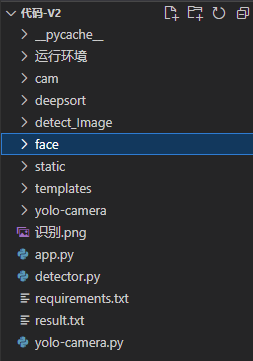 代码-V2
__pycache__
运行环境
cam
deepsort
detect_Image
face
static
templates
yolo-camera
识别.png
app.py
detector.py
requirements.txt
result.txt
yolo-camera.py